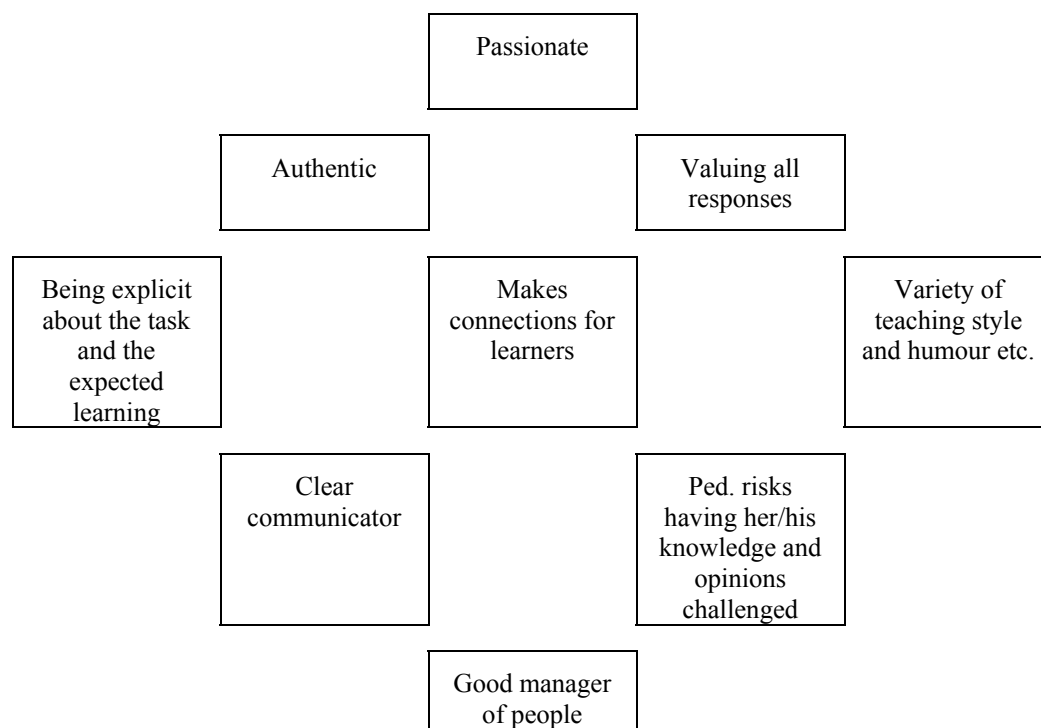 Passionate
Authentic
Valuing all
responses
Being explicit
about the task
and the
expected
learning
Makes
connections for
learners
Variety of
teaching style
and humour etc.
Clear
communicator
Ped. risks
having her/his
knowledge and
opinions
challenged
Good manager
of people